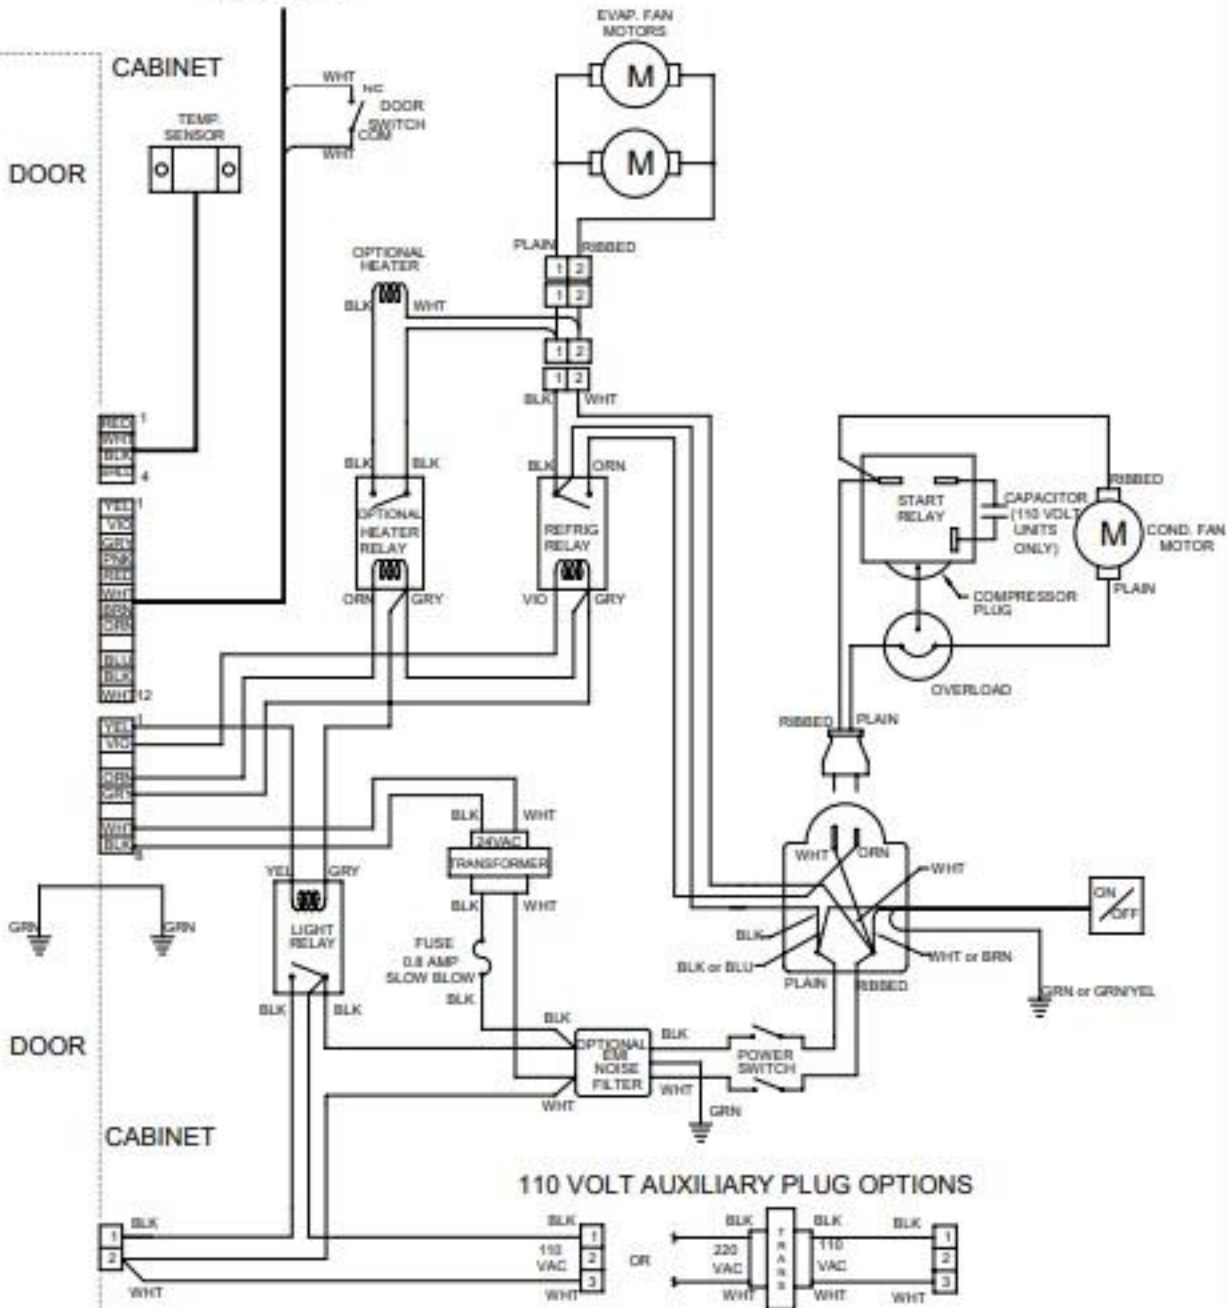 EVAP. FAN
MOTORS
M
M
CABINET
WHT
NC
DOOR
SWITCH
COM
WHT
TEMP.
SENSOR
DOOR
PLAIN
RIBBED
1 2
1 2
OPTIONAL
HEATER
BLK
WHT
1 2
1 2
BLK
WHT
RED 1
WHT
BLK
4
BLK
BLK
OPTIONAL
HEATER
RELAY
ORN
GRY
BLK
ORN
REFRIG
RELAY
VIO
GRY
START
RELAY
CAPACITOR
(110 VOLT
UNITS
ONLY)
RIBBED
M
COND. FAN
MOTOR
PLAIN
COMPRESSOR
PLUG
OVERLOAD
YEL 1
VIO
GRY
PNK
RED
WHT
BRN
ORN
BLU
BLK
WHT 12
YEL 1
VIO
ORN
GRY
WHT
BLK
RIBBED
PLAIN
BLK
WHT
24VAC
TRANSFORMER
BLK
WHT
FUSE
0.8 AMP
SLOW BLOW
BLK
YEL
GRY
LIGHT
RELAY
BLK
BLK
GRN
GRN
WHT
ORN
WHT
BLK
BLK or BLU
WHT or BRN
PLAIN
RIBBED
ON
OFF
GRN or GRN/YEL
BLK
OPTIONAL
EMI
NOISE
FILTER
BLK
WHT
WHT
GRN
POWER
SWITCH
DOOR
CABINET
110 VOLT AUXILIARY PLUG OPTIONS
1
2
BLK
WHT
BLK
110
VAC
WHT
1
2
3
OR
BLK
220
VAC
WHT
TRANS
BLK
110
VAC
WHT
BLK
WHT
1
2
3